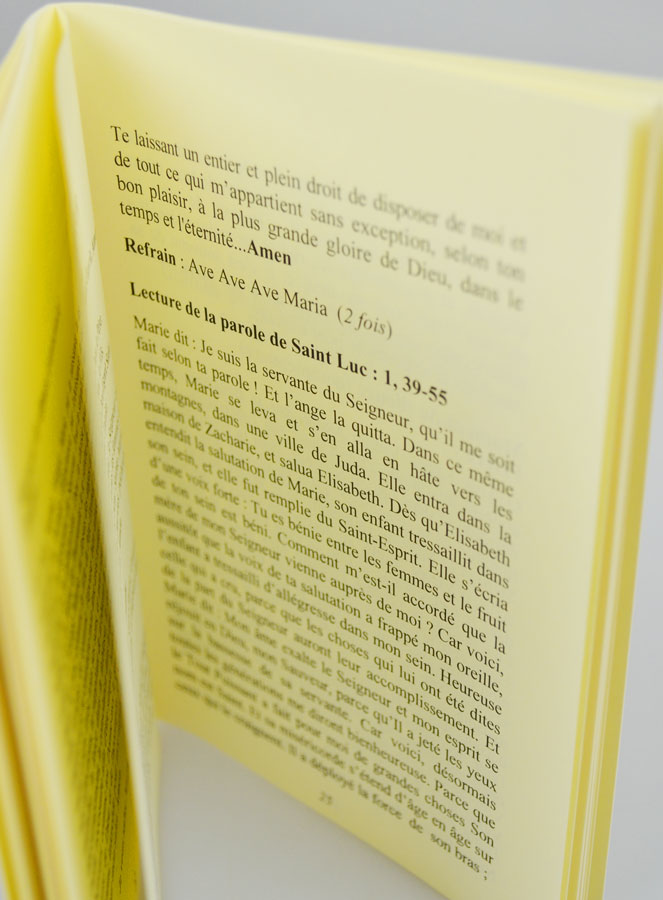 Te laissant un entier et plein droit de disposer de moi et
de tout ce qui m'appartient sans exception, selon ton
bon plaisir, à la plus grande gloire de Dieu, dans le
temps et l'éternité...Amen
Refrain : Ave Ave Ave Maria (2 fois)
Lecture de la parole de Saint Luc : 1, 39-55
Marie dit : Je suis la servante du Seigneur, qu'il me soit
fait selon ta parole ! Et l'ange la quitta. Dans ce même
temps, Marie se leva et s'en alla en hâte vers les
montagnes, dans une ville de Juda. Elle entra dans la
maison de Zacharie, et salua Elisabeth. Dès qu'Elisabeth
entendit la salutation de Marie, son enfant tressaillit dans
son sein, et elle fut remplie du Saint-Esprit. Elle s'écria
d'une voix forte : Tu es bénie entre les femmes et le fruit
de ton sein est béni. Comment m'est-il accordé que la
mère de mon Seigneur vienne auprès de moi ? Car voici,
aussitôt que la voix de ta salutation a frappé mon oreille,
l'enfant a tressailli d'allégresse dans mon sein. Heureuse
celle qui a cru, parce que les choses qui lui ont été dites
de la part du Seigneur auront leur accomplissement. Et
Marie dit : Mon âme exalte le Seigneur et mon esprit se
réjouit en Dieu, mon Sauveur, parce qu'Il a jeté les yeux
sur la bassesse de sa servante. Car voici, désormais
toutes les générations me diront bienheureuse. Parce que
le Tout Puissant a fait pour moi de grandes choses Son
nom est Saint. Et sa miséricorde s'étend d'âge en âge sur
ceux qui le craignent. Il a déployé la force de son bras ;
25